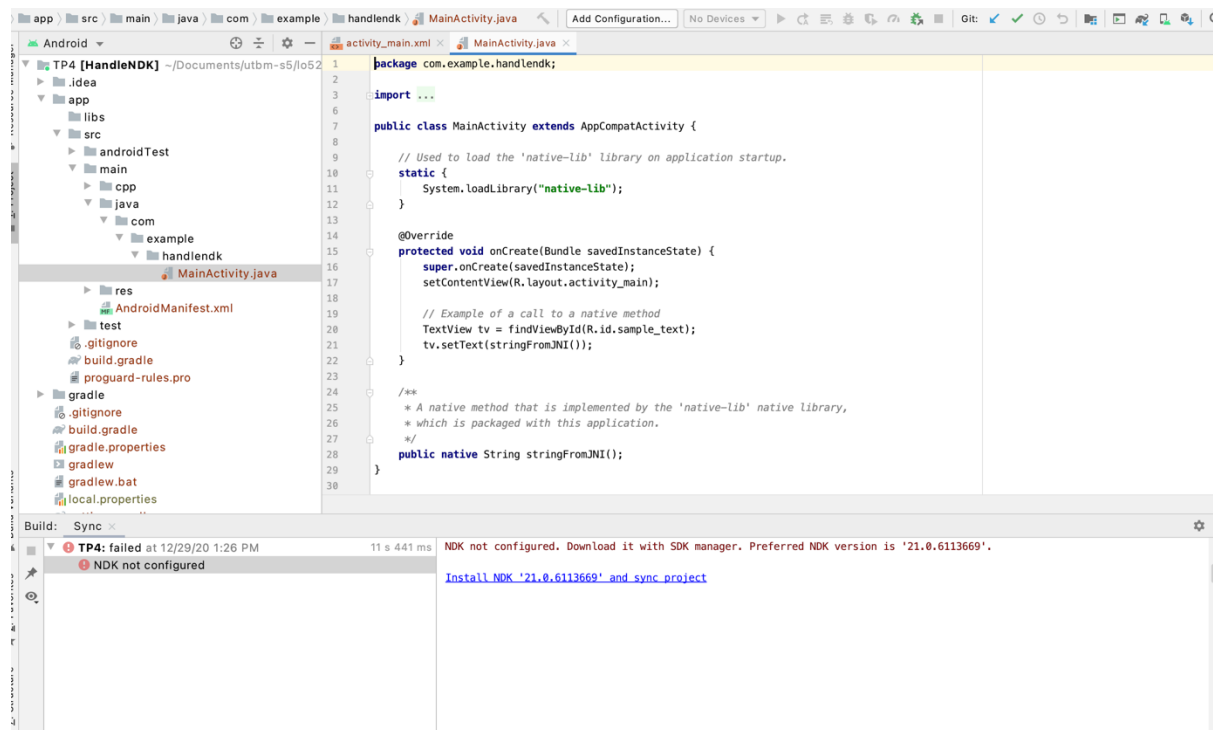 app src main java com example handlendk MainActivity.java Add Configuration... No Devices Git:
Android
activity_main.xml MainActivity.java
TP4 [HandleNDK] ~/Documents/utbm-s5/lo52
.idea
app
libs
src
androidTest
main
cpp
java
com
example
handlendk
MainActivity.java
res
AndroidManifest.xml
test
.gitignore
build.gradle
proguard-rules.pro
gradle
.gitignore
build.gradle
gradle.properties
gradlew
gradlew.bat
local.properties
1 package com.example.handlendk;
2
3 import ...
6
7 public class MainActivity extends AppCompatActivity {
8
9 // Used to load the 'native-lib' library on application startup.
10 static {
11 System.loadLibrary("native-lib");
12 }
13
14 @Override
15 protected void onCreate(Bundle savedInstanceState) {
16 super.onCreate(savedInstanceState);
17 setContentView(R.layout.activity_main);
18
19 // Example of a call to a native method
20 TextView tv = findViewById(R.id.sample_text);
21 tv.setText(stringFromJNI());
22 }
23
24 /**
25 * A native method that is implemented by the 'native-lib' native library,
26 * which is packaged with this application.
27 */
28 public native String stringFromJNI();
29 }
30
Build: Sync
TP4: failed at 12/29/20 1:26 PM 11 s 441 ms
NDK not configured
NDK not configured. Download it with SDK manager. Preferred NDK version is '21.0.6113669'.
Install NDK '21.0.6113669' and sync project